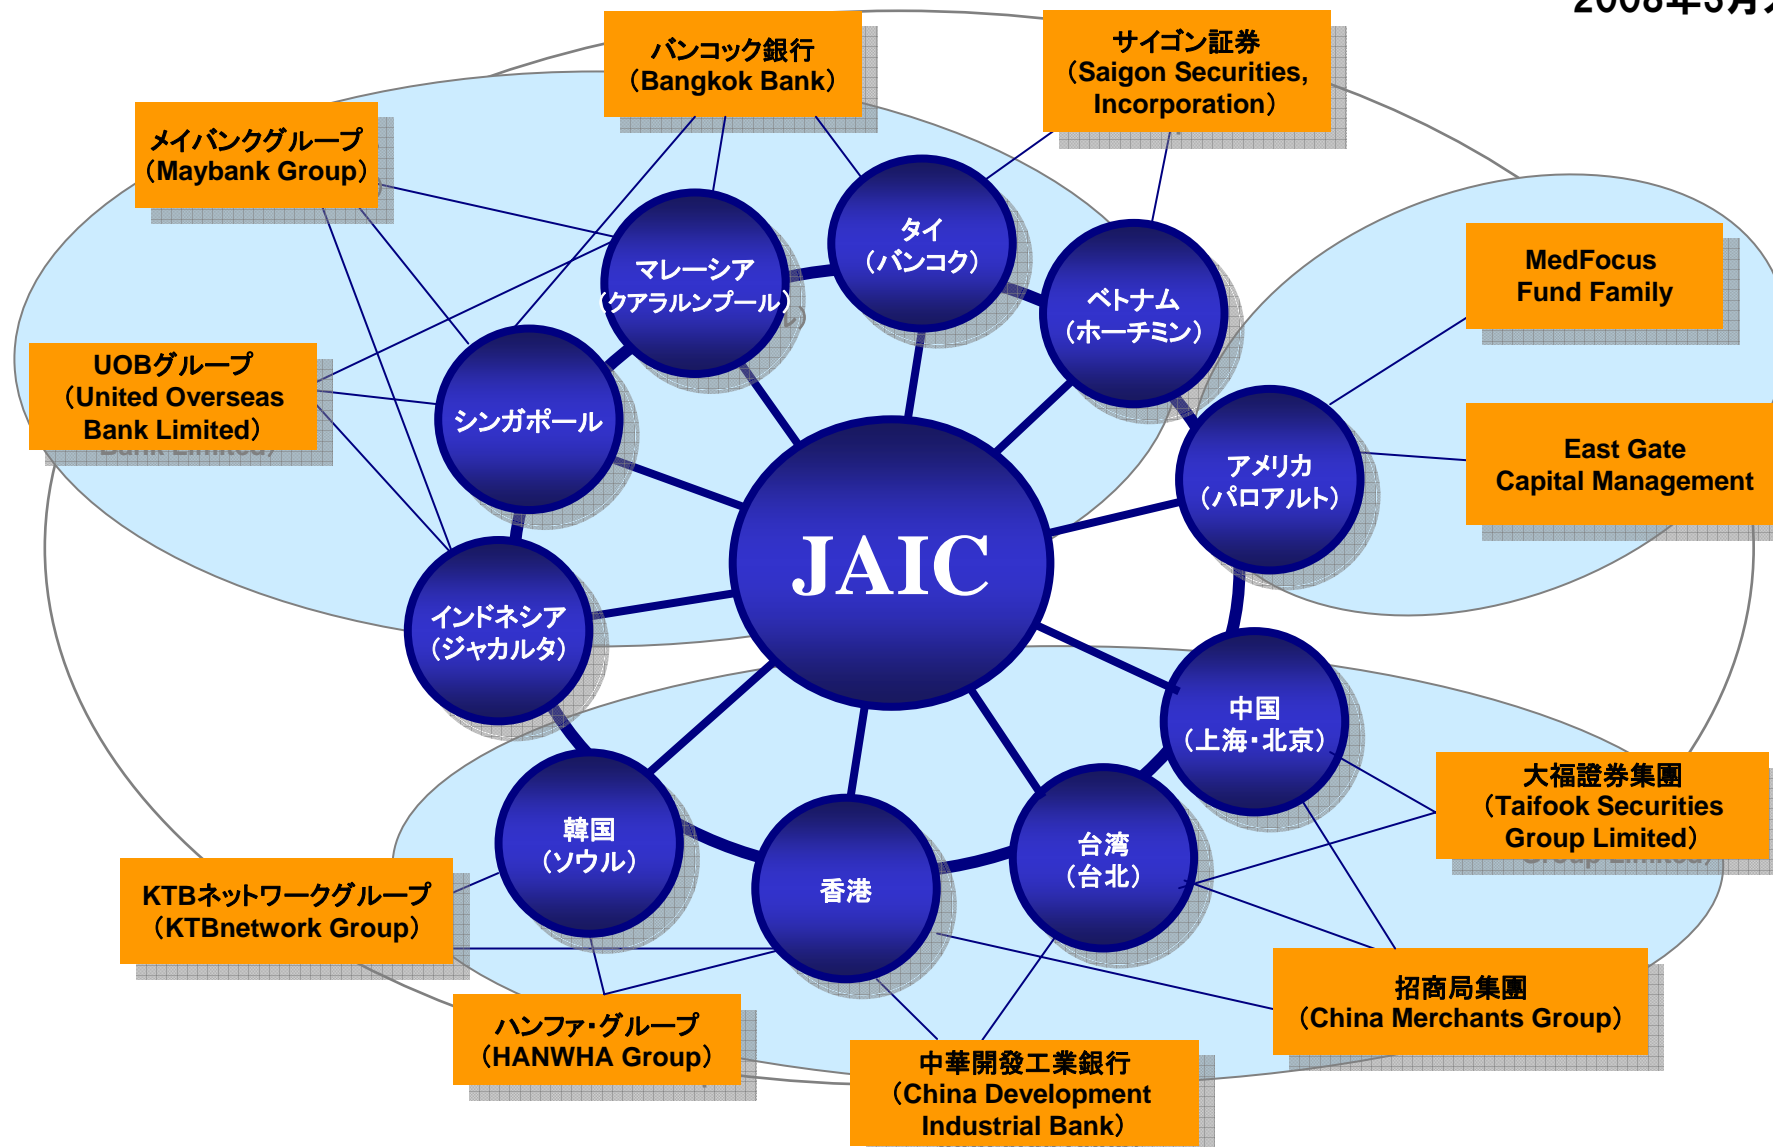 2008年3月
バンコック銀行
（Bangkok Bank）
サイゴン証券
（Saigon Securities,
Incorporation）
メイバンクグループ
（Maybank Group）
タイ
（バンコク）
マレーシア
（クアラルンプール）
ベトナム
（ホーチミン）
MedFocus
Fund Family
UOBグループ
（United Overseas
Bank Limited）
シンガポール
アメリカ
（パロアルト）
East Gate
Capital Management
JAIC
インドネシア
（ジャカルタ）
中国
（上海・北京）
大福證券集團
（Taifook Securities
Group Limited）
韓国
（ソウル）
香港
台湾
（台北）
KTBネットワークグループ
（KTBnetwork Group）
招商局集團
（China Merchants Group）
ハンファ・グループ
（HANWHA Group）
中華開發工業銀行
（China Development
Industrial Bank）